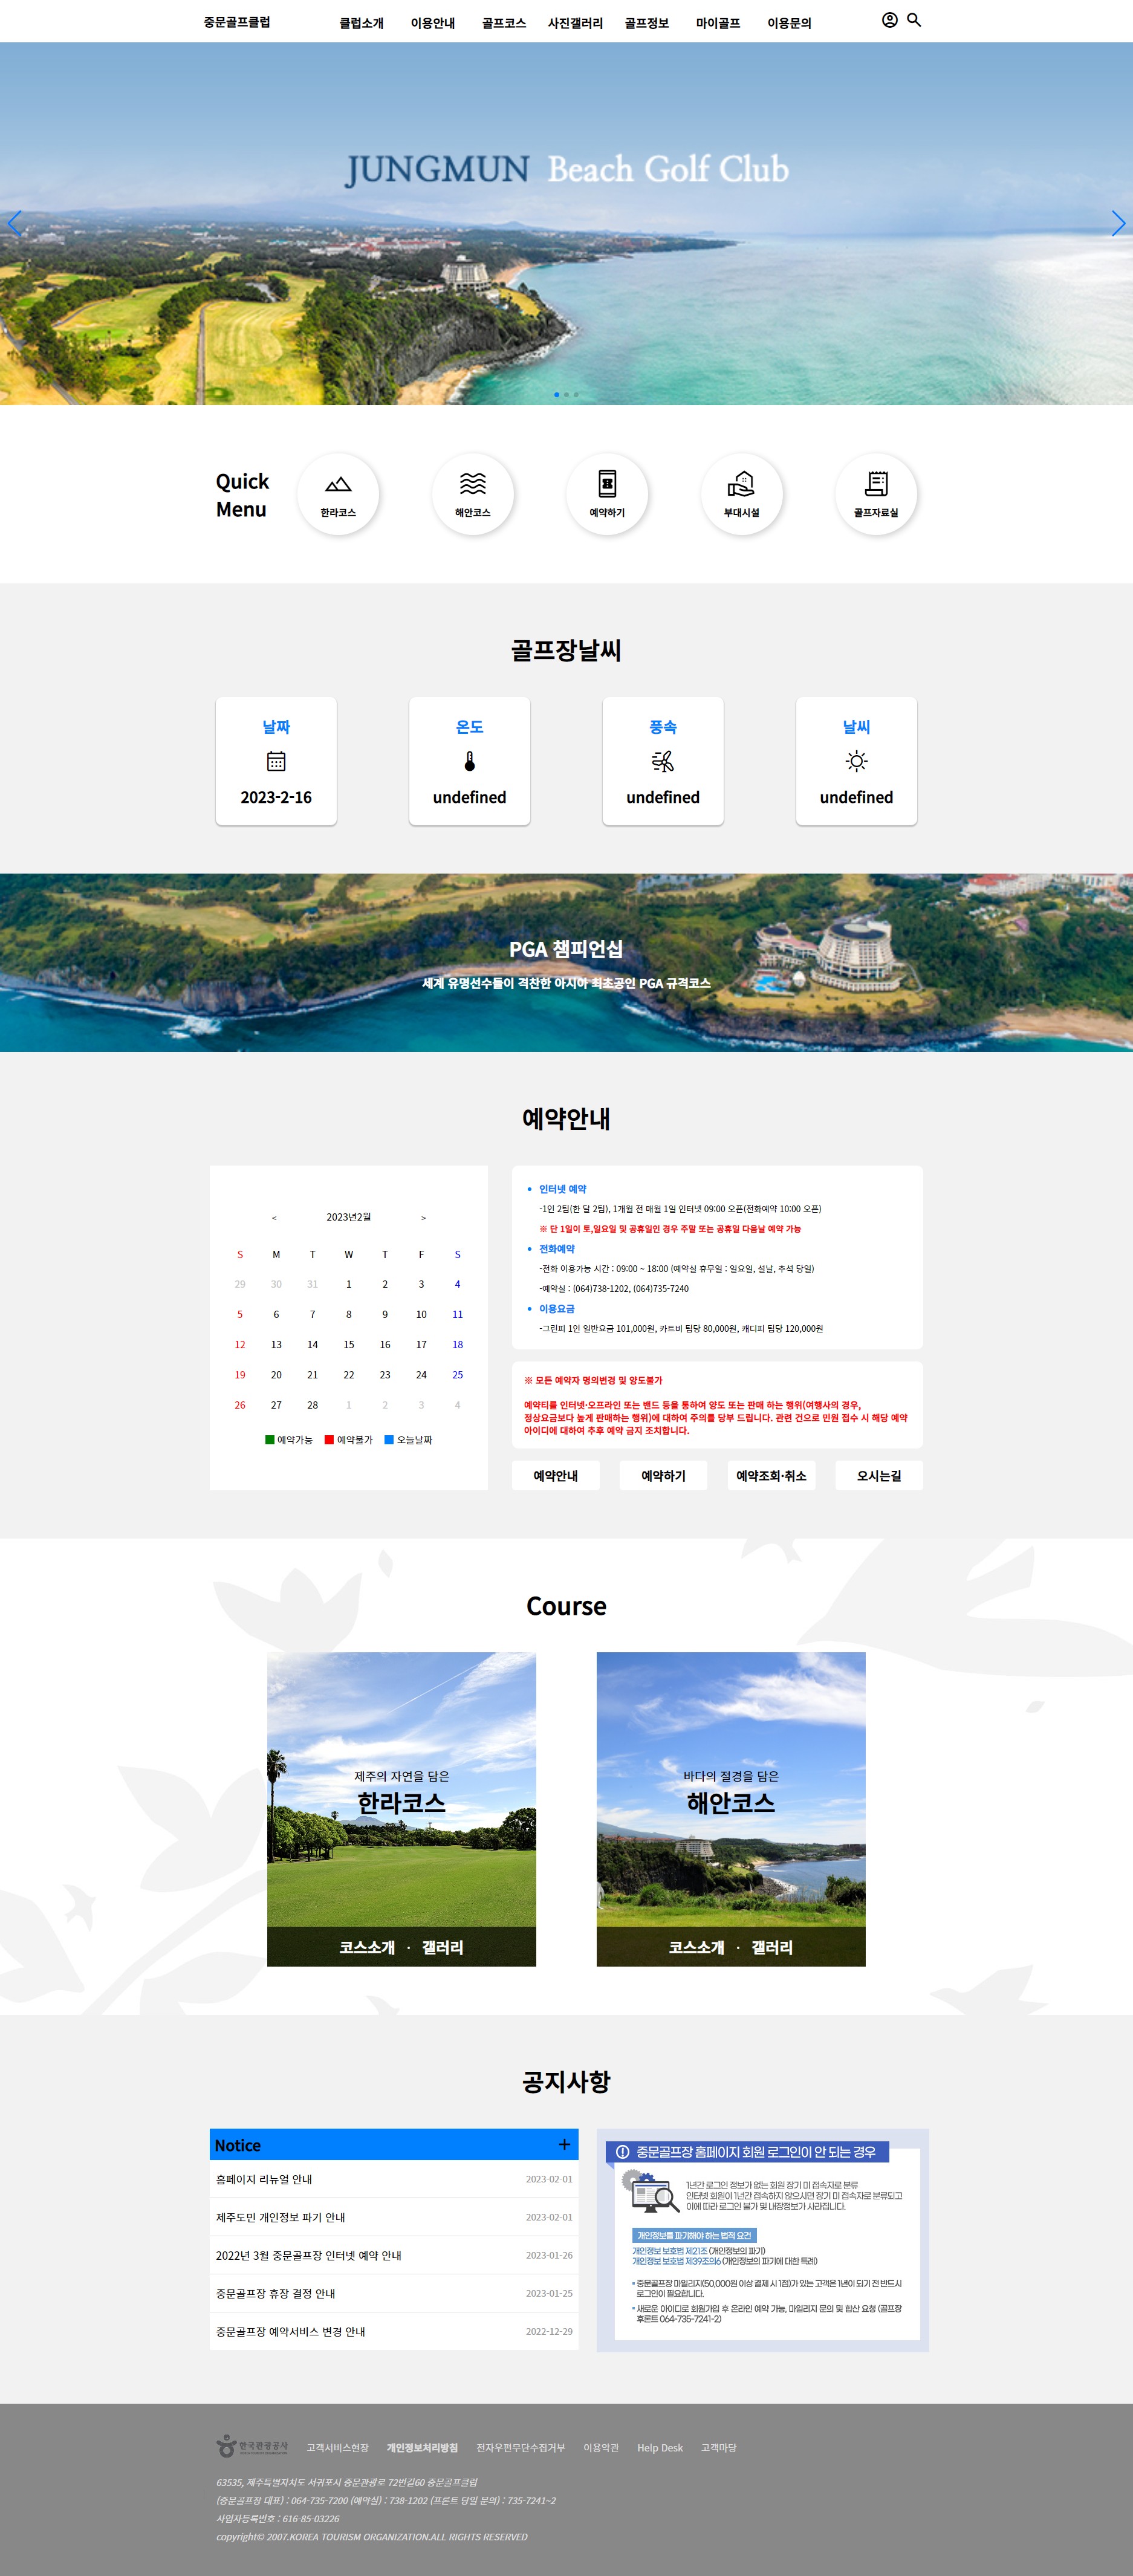 중문골프클럽 클럽소개 이용안내 골프코스 사진갤러리 골프정보 마이골프 이용문의
JUNGMUN Beach Golf Club
Quick
Menu
한라코스 해안코스 예약하기 부대시설 골프자료실
골프장날씨
날짜 온도 풍속 날씨
2023-2-16 undefined undefined undefined
PGA 챔피언십
세계 유명선수들이 격찬한 아시아 최초공인 PGA 규격코스
예약안내
< 2023년2월 >
S M T W T F S
29 30 31 1 2 3 4
5 6 7 8 9 10 11
12 13 14 15 16 17 18
19 20 21 22 23 24 25
26 27 28 1 2 3 4
예약가능 예약불가 오늘날짜
• 인터넷 예약
-1인 2팀(한 달 2팀), 1개월 전 매월 1일 인터넷 09:00 오픈(전화예약 10:00 오픈)
※ 단 1일이 토,일요일 및 공휴일인 경우 주말 또는 공휴일 다음날 예약 가능
• 전화예약
-전화 이용가능 시간 : 09:00 ~ 18:00 (예약실 휴무일 : 일요일, 설날, 추석 당일)
-예약실 : (064)738-1202, (064)735-7240
• 이용요금
-그린피 1인 일반요금 101,000원, 카트비 팀당 80,000원, 캐디피 팀당 120,000원
※ 모든 예약자 명의변경 및 양도불가
예약티를 인터넷·오프라인 또는 밴드 등을 통하여 양도 또는 판매 하는 행위(여행사의 경우,
정상요금보다 높게 판매하는 행위)에 대하여 주의를 당부 드립니다. 관련 건으로 민원 접수 시 해당 예약
아이디에 대하여 추후 예약 금지 조치합니다.
예약안내 예약하기 예약조회·취소 오시는길
Course
제주의 자연을 담은
한라코스
코스소개 · 갤러리
바다의 절경을 담은
해안코스
코스소개 · 갤러리
공지사항
Notice +
홈페이지 리뉴얼 안내 2023-02-01
제주도민 개인정보 파기 안내 2023-02-01
2022년 3월 중문골프장 인터넷 예약 안내 2023-01-26
중문골프장 휴장 결정 안내 2023-01-25
중문골프장 예약서비스 변경 안내 2022-12-29
중문골프장 홈페이지 회원 로그인이 안 되는 경우
1년간 로그인 정보가 없는 회원 장기 미 접속자로 분류
인터넷 회원이 1년간 접속하지 않으시면 장기 미 접속자로 분류되고
이에 따라 로그인 불가 및 내장정보가 사라집니다.
개인정보를 파기해야 하는 법적 요건
개인정보 보호법 제21조 (개인정보의 파기)
개인정보 보호법 제39조의6 (개인정보의 파기에 대한 특례)
• 중문골프장 마일리지(50,000원 이상 결제 시 1점)가 있는 고객은 1년이 되기 전 반드시
로그인이 필요합니다.
• 새로운 아이디로 회원가입 후 온라인 예약 가능, 마일리지 문의 및 합산 요청 (골프장
후론트 064-735-7241~2)
한국관광공사 고객서비스헌장 개인정보처리방침 전자우편무단수집거부 이용약관 Help Desk 고객마당
63535, 제주특별자치도 서귀포시 중문관광로 72번길60 중문골프클럽
(중문골프장 대표) : 064-735-7200 (예약실) : 738-1202 (프론트 당일 문의) : 735-7241~2
사업자등록번호 : 616-85-03226
copyright© 2007.KOREA TOURISM ORGANIZATION.ALL RIGHTS RESERVED